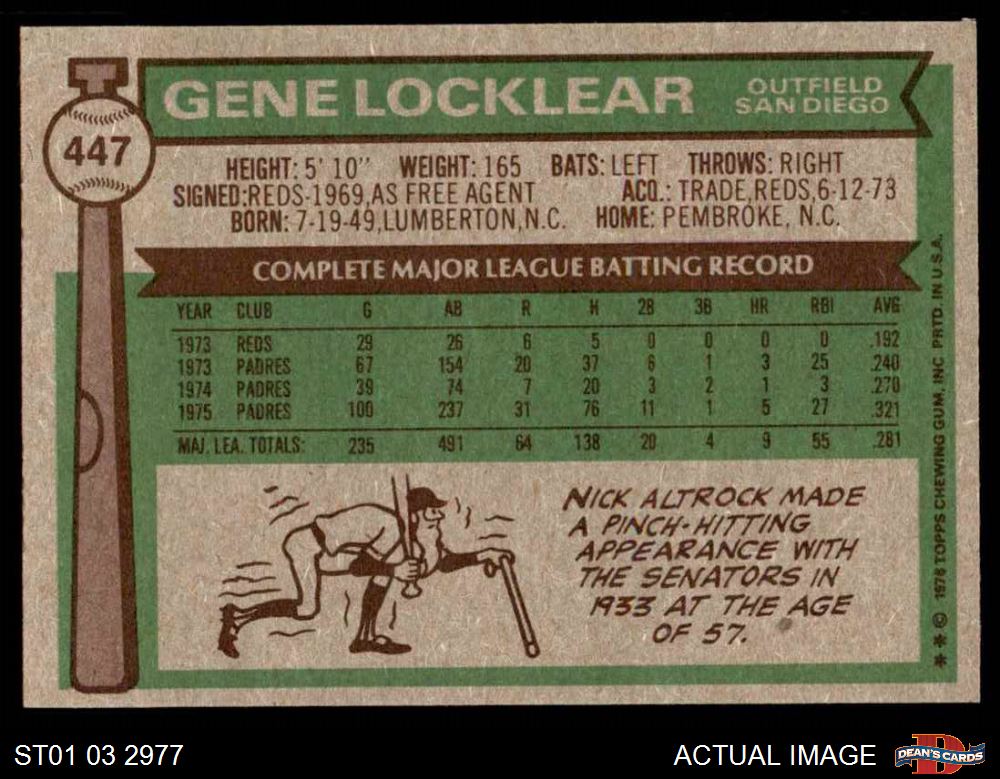 GENE LOCKLEAR
OUTFIELD
SAN DIEGO
447
HEIGHT: 5' 10" WEIGHT: 165 BATS: LEFT THROWS: RIGHT
SIGNED: REDS-1969, AS FREE AGENT ACQ.: TRADE, REDS, 6-12-73
BORN: 7-19-49, LUMBERTON, N.C. HOME: PEMBROKE, N.C.
COMPLETE MAJOR LEAGUE BATTING RECORD
YEAR CLUB G AB R H 2B 3B HR RBI AVG
1973 REDS 29 26 6 5 0 0 0 0 .192
1973 PADRES 67 154 20 37 6 1 3 25 .240
1974 PADRES 39 74 7 20 3 2 1 3 .270
1975 PADRES 100 237 31 76 11 1 5 27 .321
MAJ. LEA. TOTALS: 235 491 64 138 20 4 9 55 .281
NICK ALTROCK MADE
A PINCH-HITTING
APPEARANCE WITH
THE SENATORS IN
1933 AT THE AGE
OF 57.
* * © 1976 TOPPS CHEWING GUM, INC. PRTD. IN U.S.A.
ST01 03 2977
ACTUAL IMAGE
D
DEAN'S CARDS